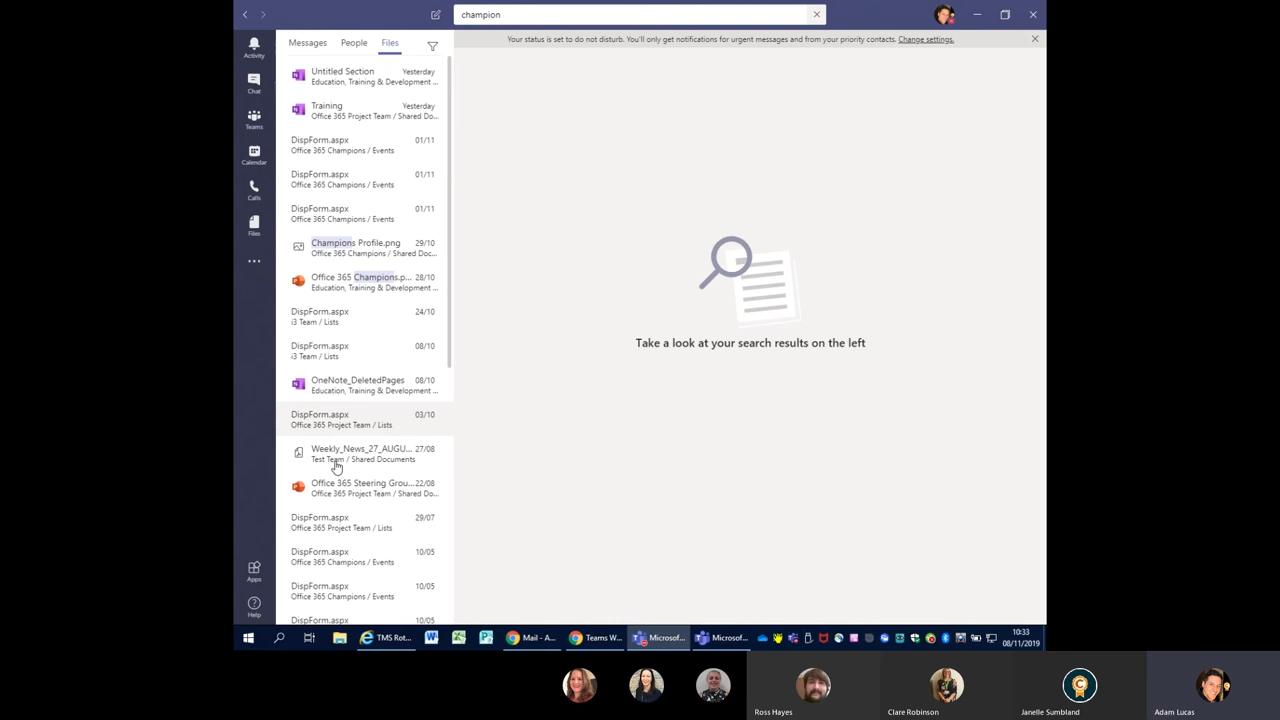 champion
Messages People Files
Your status is set to do not disturb. You'll only get notifications for urgent messages and from your priority contacts. Change settings.
Activity
Chat
Teams
Calendar
Calls
Files
Untitled Section Yesterday
Education, Training & Development ...
Training Yesterday
Office 365 Project Team / Shared Do...
DispForm.aspx 01/11
Office 365 Champions / Events
DispForm.aspx 01/11
Office 365 Champions / Events
DispForm.aspx 01/11
Office 365 Champions / Events
Champions Profile.png 29/10
Office 365 Champions / Shared Doc...
Office 365 Champions.p... 28/10
Education, Training & Development ...
DispForm.aspx 24/10
i3 Team / Lists
DispForm.aspx 08/10
i3 Team / Lists
OneNote_DeletedPages 08/10
Education, Training & Development ...
DispForm.aspx 03/10
Office 365 Project Team / Lists
Weekly_News_27_AUGU... 27/08
Test Team / Shared Documents
Office 365 Steering Grou... 22/08
Office 365 Project Team / Shared Do...
DispForm.aspx 29/07
Office 365 Project Team / Lists
DispForm.aspx 10/05
Office 365 Champions / Events
DispForm.aspx 10/05
Office 365 Champions / Events
DispForm.aspx 10/05
Take a look at your search results on the left
Apps
Help
TMS Rot... Mail - A... Teams W... Microsof... Microsof...
10:33
08/11/2019
Ross Hayes Clare Robinson Janelle Sumbland Adam Lucas